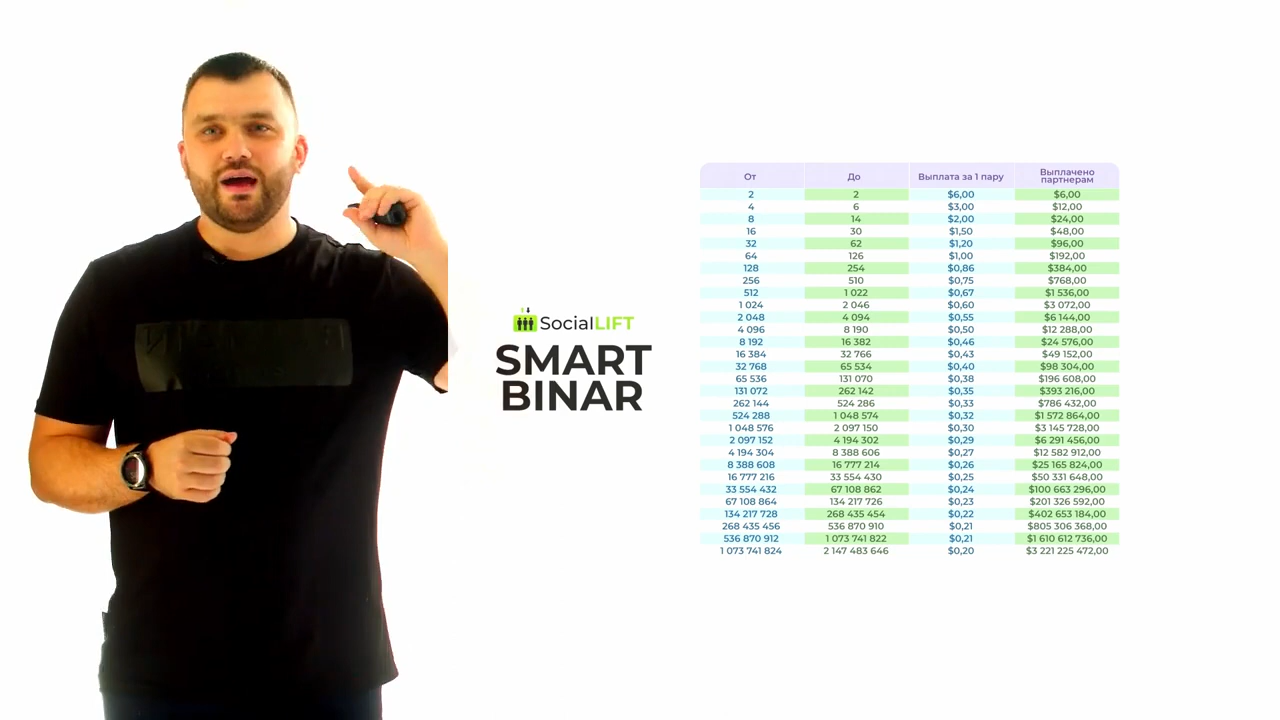 SocialLIFT
SMART
BINAR
От До Выплата за 1 пару Выплачено партнерам
2 2 $6,00 $6,00
4 6 $3,00 $12,00
8 14 $2,00 $24,00
16 30 $1,50 $48,00
32 62 $1,20 $96,00
64 126 $1,00 $192,00
128 254 $0,86 $384,00
256 510 $0,75 $768,00
512 1 022 $0,67 $1 536,00
1 024 2 046 $0,60 $3 072,00
2 048 4 094 $0,55 $6 144,00
4 096 8 190 $0,50 $12 288,00
8 192 16 382 $0,46 $24 576,00
16 384 32 766 $0,43 $49 152,00
32 768 65 534 $0,40 $98 304,00
65 536 131 070 $0,38 $196 608,00
131 072 262 142 $0,35 $393 216,00
262 144 524 286 $0,33 $786 432,00
524 288 1 048 574 $0,32 $1 572 864,00
1 048 576 2 097 150 $0,30 $3 145 728,00
2 097 152 4 194 302 $0,29 $6 291 456,00
4 194 304 8 388 606 $0,27 $12 582 912,00
8 388 608 16 777 214 $0,26 $25 165 824,00
16 777 216 33 554 430 $0,25 $50 331 648,00
33 554 432 67 108 862 $0,24 $100 663 296,00
67 108 864 134 217 726 $0,23 $201 326 592,00
134 217 728 268 435 454 $0,22 $402 653 184,00
268 435 456 536 870 910 $0,21 $805 306 368,00
536 870 912 1 073 741 822 $0,21 $1 610 612 736,00
1 073 741 824 2 147 483 646 $0,20 $3 221 225 472,00